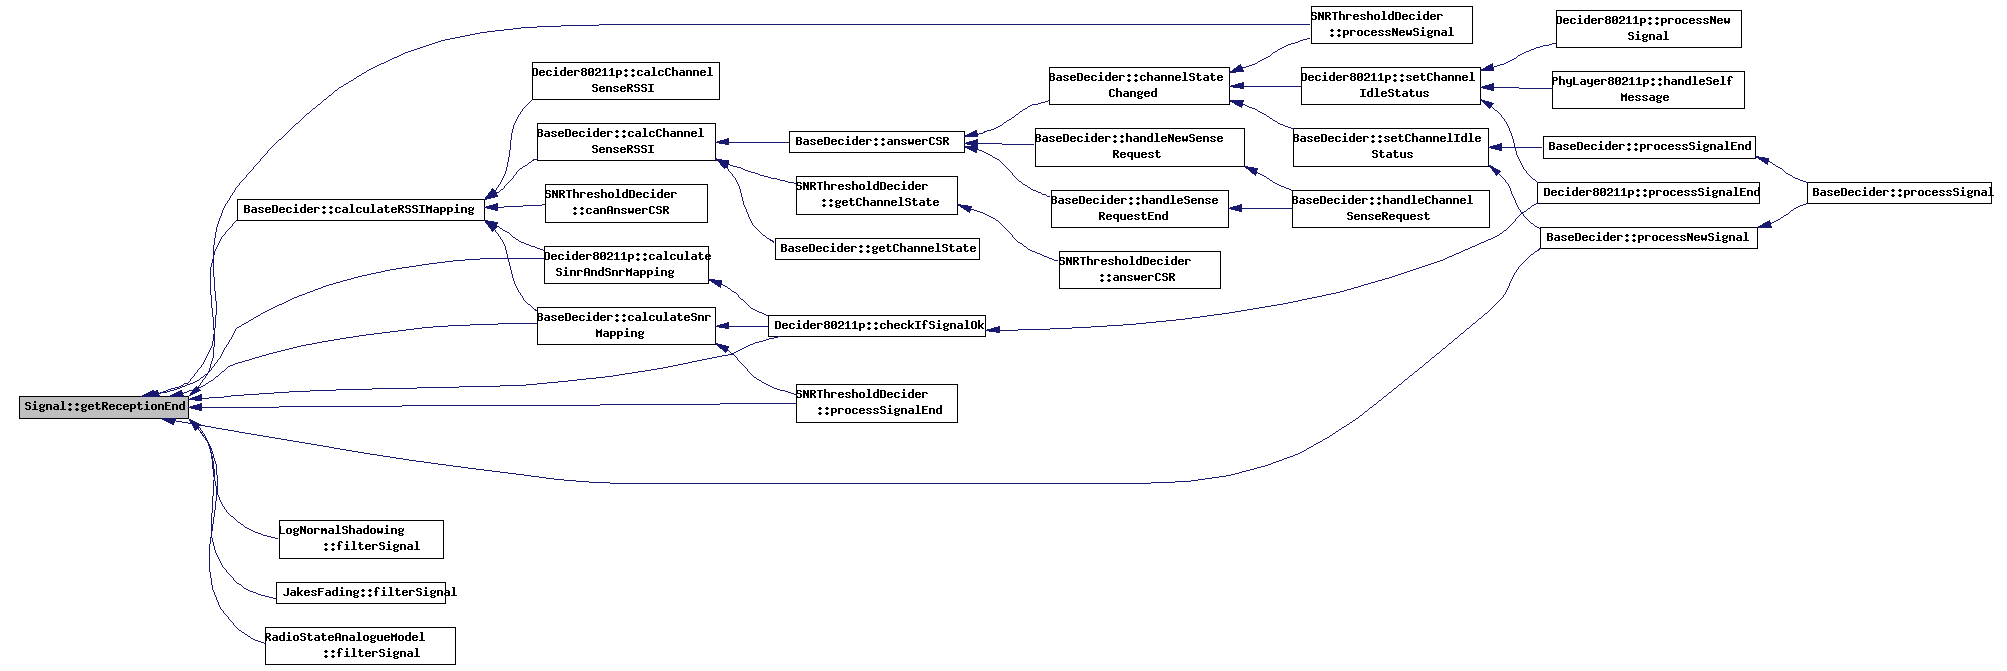 SNRThresholdDecider
::processNewSignal
Decider80211p::processNew
Signal
Decider80211p::calcChannel
SenseRSSI
BaseDecider::channelState
Changed
Decider80211p::setChannel
IdleStatus
PhyLayer80211p::handleSelf
Message
BaseDecider::calcChannel
SenseRSSI
BaseDecider::answerCSR
BaseDecider::handleNewSense
Request
BaseDecider::setChannelIdle
Status
BaseDecider::processSignalEnd
SNRThresholdDecider
::canAnswerCSR
SNRThresholdDecider
::getChannelState
BaseDecider::handleSense
RequestEnd
BaseDecider::handleChannel
SenseRequest
Decider80211p::processSignalEnd
BaseDecider::processSignal
BaseDecider::calculateRSSIMapping
BaseDecider::getChannelState
BaseDecider::processNewSignal
Decider80211p::calculate
SinrAndSnrMapping
SNRThresholdDecider
::answerCSR
BaseDecider::calculateSnr
Mapping
Decider80211p::checkIfSignalOk
Signal::getReceptionEnd
SNRThresholdDecider
::processSignalEnd
LogNormalShadowing
::filterSignal
JakesFading::filterSignal
RadioStateAnalogueModel
::filterSignal